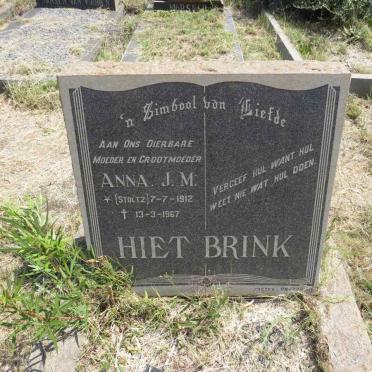 'n Simbool van Liefde
AAN ONS DIERBARE
MOEDER EN GROOTMOEDER
ANNA. J.M.
* (STOLTZ) 7-7-1912
† 13-3-1967
VERGEEF HUL WANT HUL
WEET NIE WAT HUL DOEN.
HIET BRINK